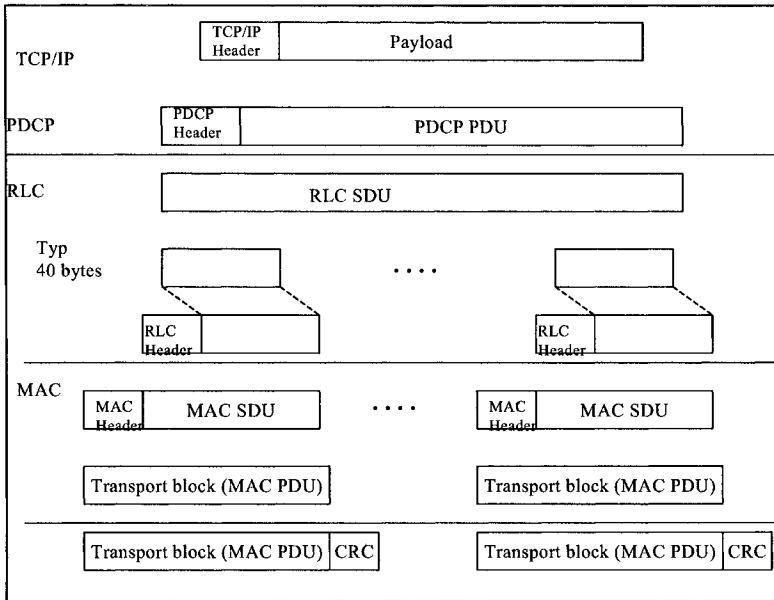 TCP/IP
TCP/IP Header
Payload
PDCP
PDCP Header
PDCP PDU
RLC
RLC SDU
Typ
40 bytes
....
RLC Header
RLC Header
MAC
MAC Header
MAC SDU
....
MAC Header
MAC SDU
Transport block (MAC PDU)
Transport block (MAC PDU)
Transport block (MAC PDU)
CRC
Transport block (MAC PDU)
CRC